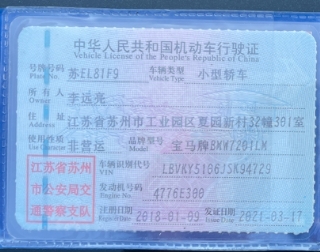 中华人民共和国机动车行驶证
Vehicle License of the People's Republic of China
号牌号码 苏EL81F9 车辆类型 小型轿车
Plate No. Vehicle Type
所有人 李远亮
Owner
住址 江苏省苏州市工业园区夏园新村32幢301室
Address
使用性质 非营运 品牌型号 宝马牌BMW7201LM
Use Character Model
江苏省苏州 车辆识别代号 LBVKY5106JSK94729
VIN
市公安局交 发动机号码 4776E300
Engine No.
通警察支队 注册日期 2018-01-09 发证日期 2021-03-17
Register Date Issue Date